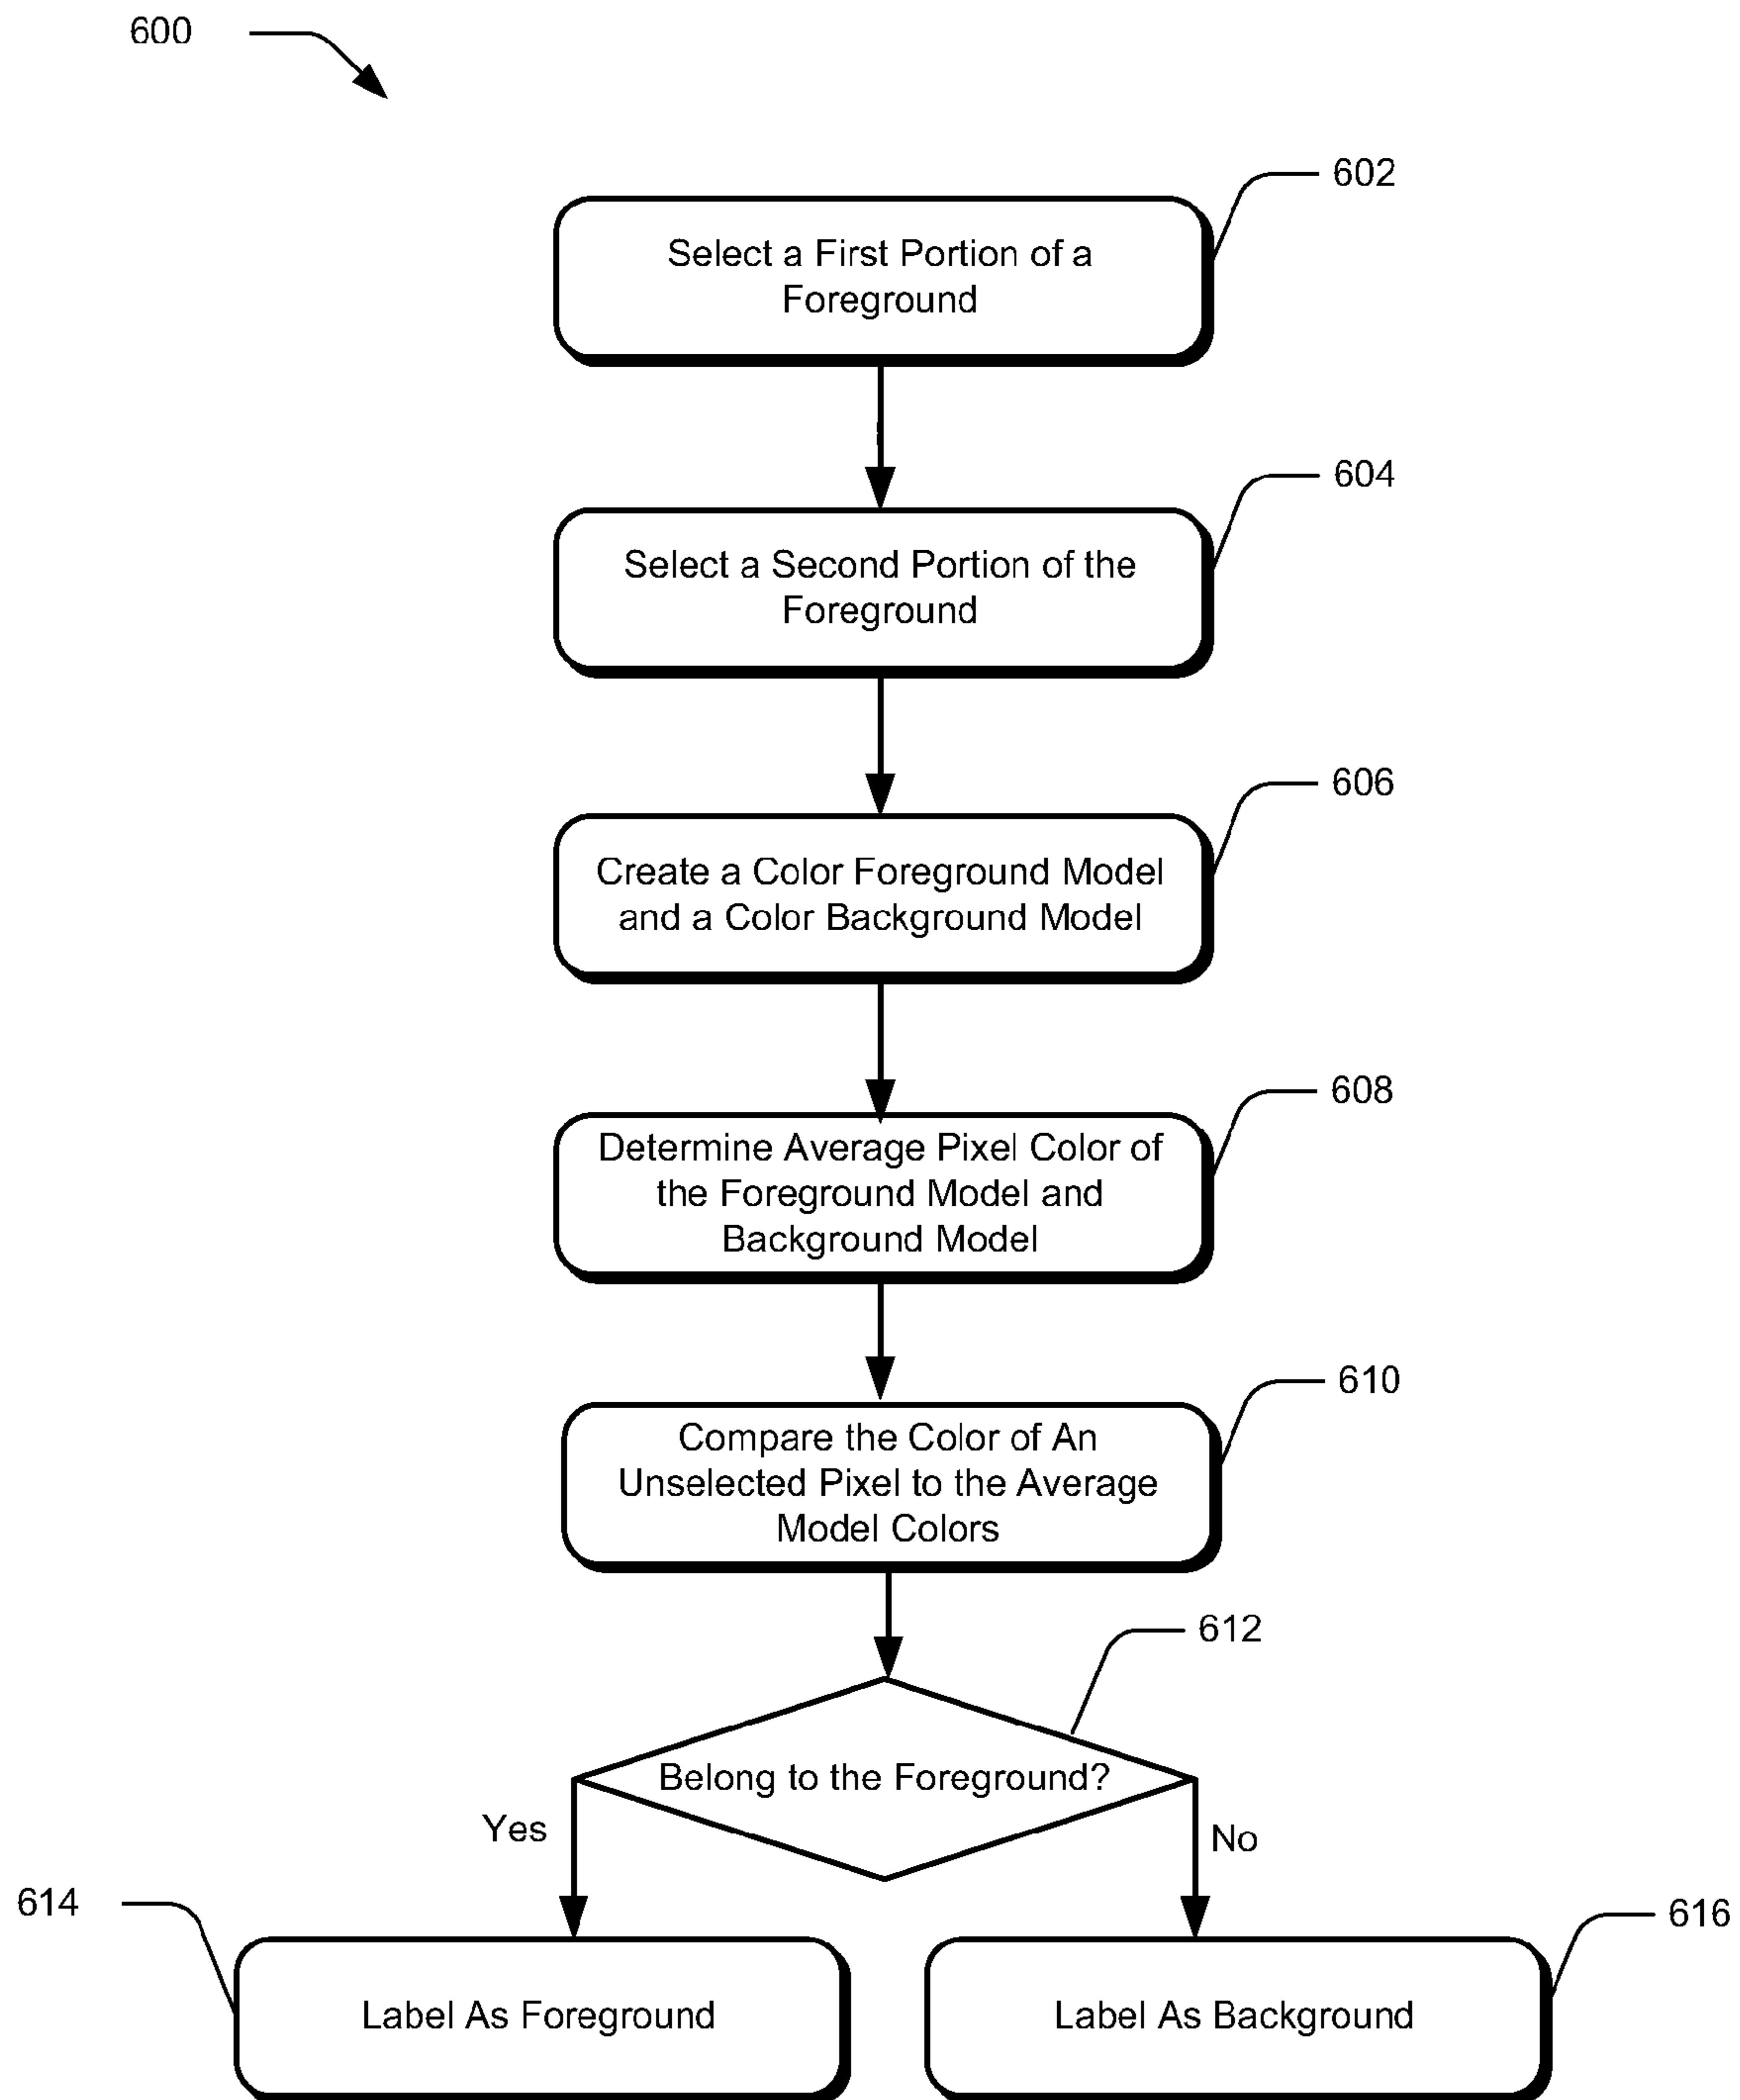 600
602
Select a First Portion of a
Foreground
604
Select a Second Portion of the
Foreground
606
Create a Color Foreground Model
and a Color Background Model
608
Determine Average Pixel Color of
the Foreground Model and
Background Model
610
Compare the Color of An
Unselected Pixel to the Average
Model Colors
612
Belong to the Foreground?
Yes
No
614
616
Label As Foreground
Label As Background